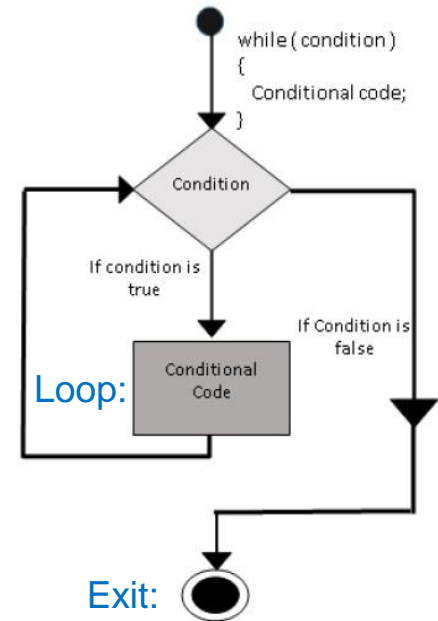 while ( condition )
{
Conditional code;
}
Condition
If condition is
true
If Condition is
false
Loop:
Conditional
Code
Exit: